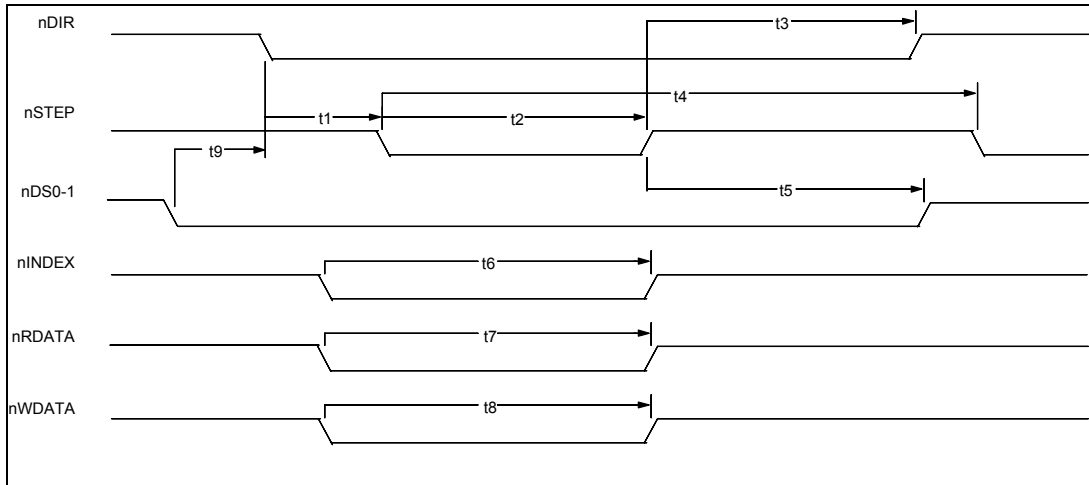 nDIR
t3
t4
nSTEP
t1
t2
t9
nDS0-1
t5
nINDEX
t6
nRDATA
t7
nWDATA
t8